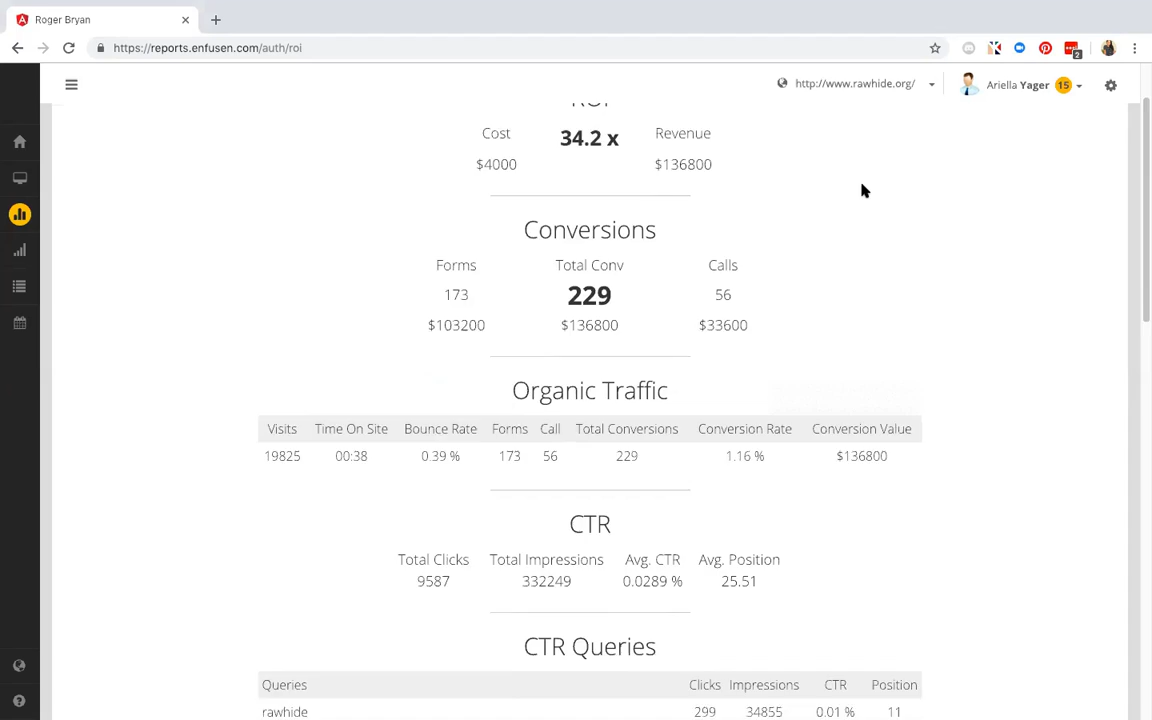 Roger Bryan
https://reports.enfusen.com/auth/roi
2
http://www.rawhide.org/
Ariella Yager 15
ROI
Cost 34.2 x Revenue
$4000 $136800
Conversions
Forms Total Conv Calls
173 229 56
$103200 $136800 $33600
Organic Traffic
Visits Time On Site Bounce Rate Forms Call Total Conversions Conversion Rate Conversion Value
19825 00:38 0.39 % 173 56 229 1.16 % $136800
CTR
Total Clicks Total Impressions Avg. CTR Avg. Position
9587 332249 0.0289 % 25.51
CTR Queries
Queries Clicks Impressions CTR Position
rawhide 299 34855 0.01 % 11